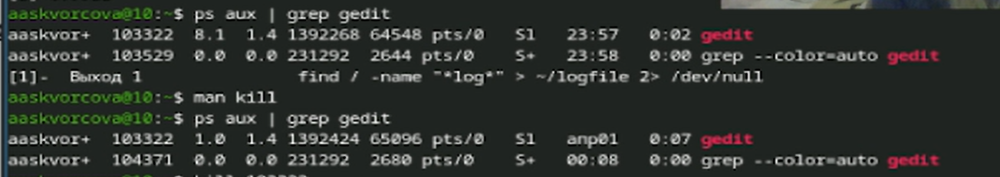 aaskvorcova@10:~$ ps aux | grep gedit
aaskvor+  103322  8.1  1.4 1392268 64548 pts/0    Sl   23:57   0:02 gedit
aaskvor+  103529  0.0  0.0 231292  2644 pts/0    S+   23:58   0:00 grep --color=auto gedit
[1]-  Выход 1               find / -name "*log*" > ~/logfile 2> /dev/null
aaskvorcova@10:~$ man kill
aaskvorcova@10:~$ ps aux | grep gedit
aaskvor+  103322  1.0  1.4 1392424 65096 pts/0    Sl   апр01   0:07 gedit
aaskvor+  104371  0.0  0.0 231292  2680 pts/0    S+   00:08   0:00 grep --color=auto gedit